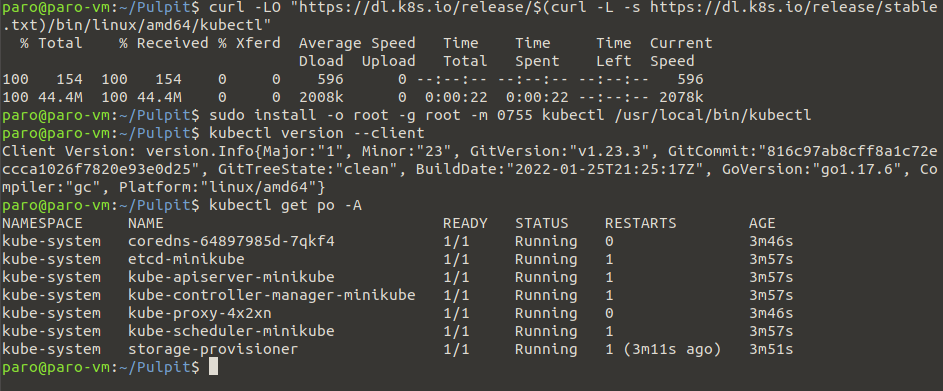 paro@paro-vm:~/Pulpit$ curl -LO "https://dl.k8s.io/release/$(curl -L -s https://dl.k8s.io/release/stable
.txt)/bin/linux/amd64/kubectl"
  % Total    % Received % Xferd  Average Speed   Time    Time     Time  Current
                                 Dload  Upload   Total   Spent    Left  Speed
100   154  100   154    0     0    596      0 --:--:-- --:--:-- --:--:--   596
100 44.4M  100 44.4M    0     0  2008k      0  0:00:22  0:00:22 --:--:-- 2078k
paro@paro-vm:~/Pulpit$ sudo install -o root -g root -m 0755 kubectl /usr/local/bin/kubectl
paro@paro-vm:~/Pulpit$ kubectl version --client
Client Version: version.Info{Major:"1", Minor:"23", GitVersion:"v1.23.3", GitCommit:"816c97ab8cff8a1c72e
ccca1026f7820e93e0d25", GitTreeState:"clean", BuildDate:"2022-01-25T21:25:17Z", GoVersion:"go1.17.6", Co
mpiler:"gc", Platform:"linux/amd64"}
paro@paro-vm:~/Pulpit$ kubectl get po -A
NAMESPACE     NAME                               READY   STATUS    RESTARTS        AGE
kube-system   coredns-64897985d-7qkf4            1/1     Running   0               3m46s
kube-system   etcd-minikube                      1/1     Running   1               3m57s
kube-system   kube-apiserver-minikube            1/1     Running   1               3m57s
kube-system   kube-controller-manager-minikube   1/1     Running   1               3m57s
kube-system   kube-proxy-4x2xn                   1/1     Running   0               3m46s
kube-system   kube-scheduler-minikube            1/1     Running   1               3m57s
kube-system   storage-provisioner                1/1     Running   1 (3m11s ago)   3m51s
paro@paro-vm:~/Pulpit$